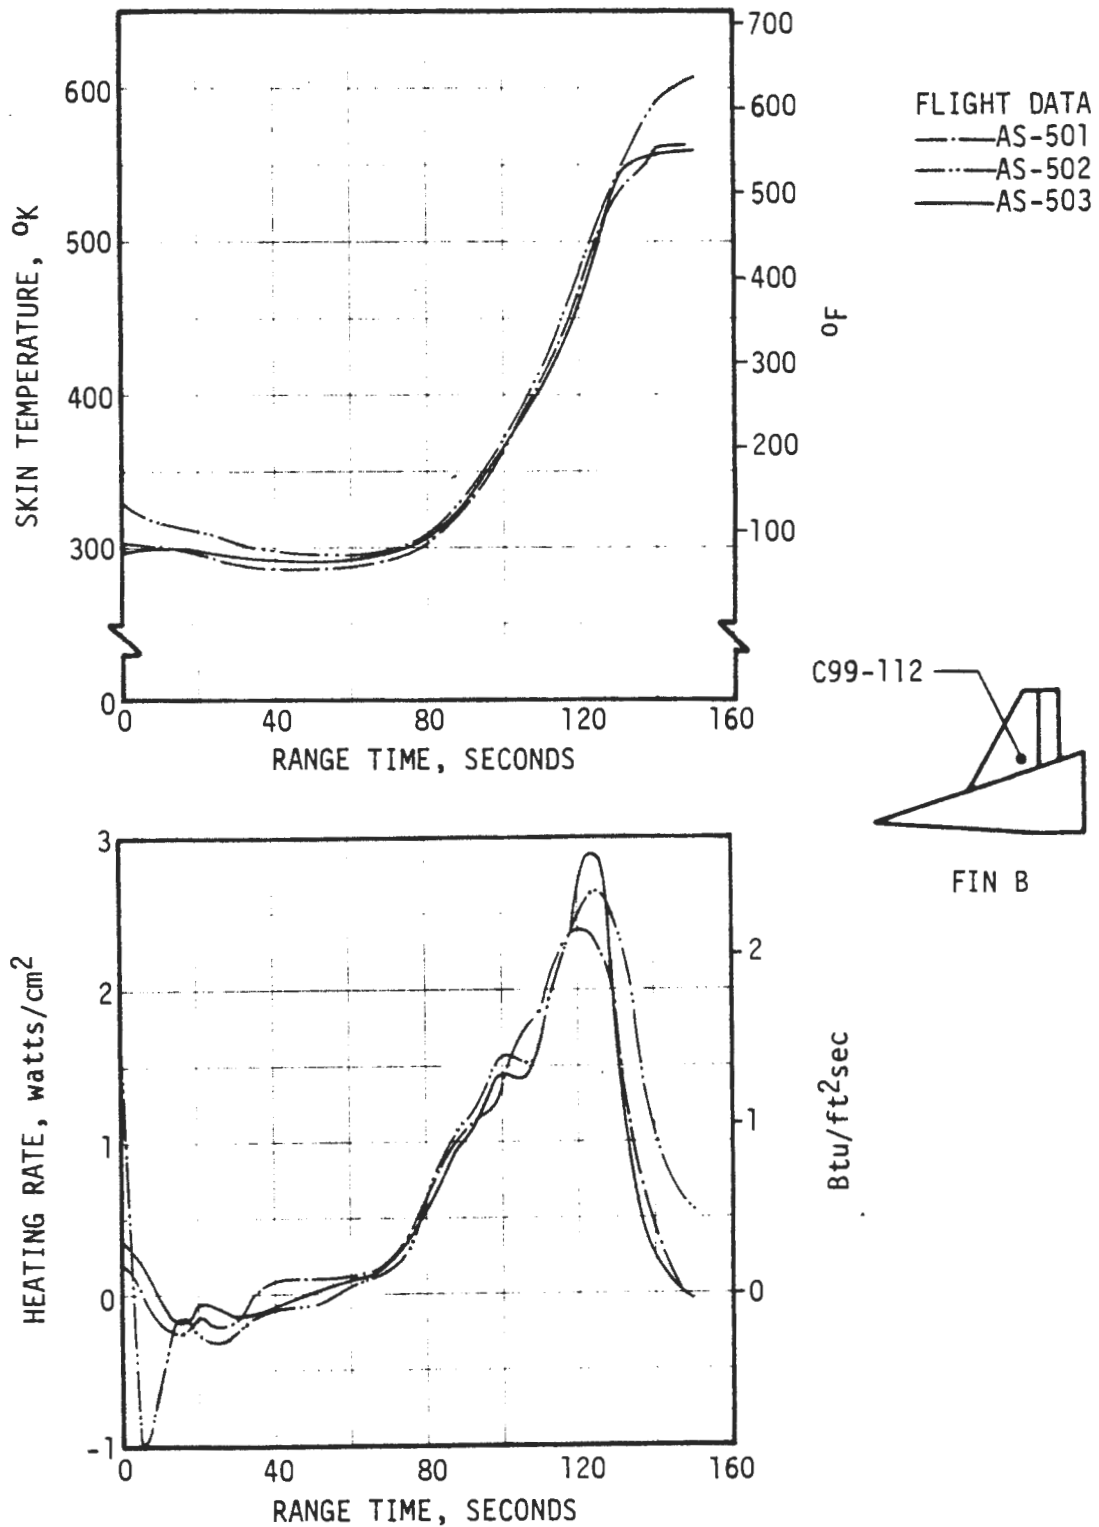 700
600
600
500
500
400
400
300
200
300
100
0
SKIN TEMPERATURE, °K
°F
0
40
80
120
160
RANGE TIME, SECONDS
FLIGHT DATA
AS-501
AS-502
AS-503
C99-112
FIN B
3
2
1
0
-1
2
1
0
HEATING RATE, watts/cm²
Btu/ft²sec
0
40
80
120
160
RANGE TIME, SECONDS